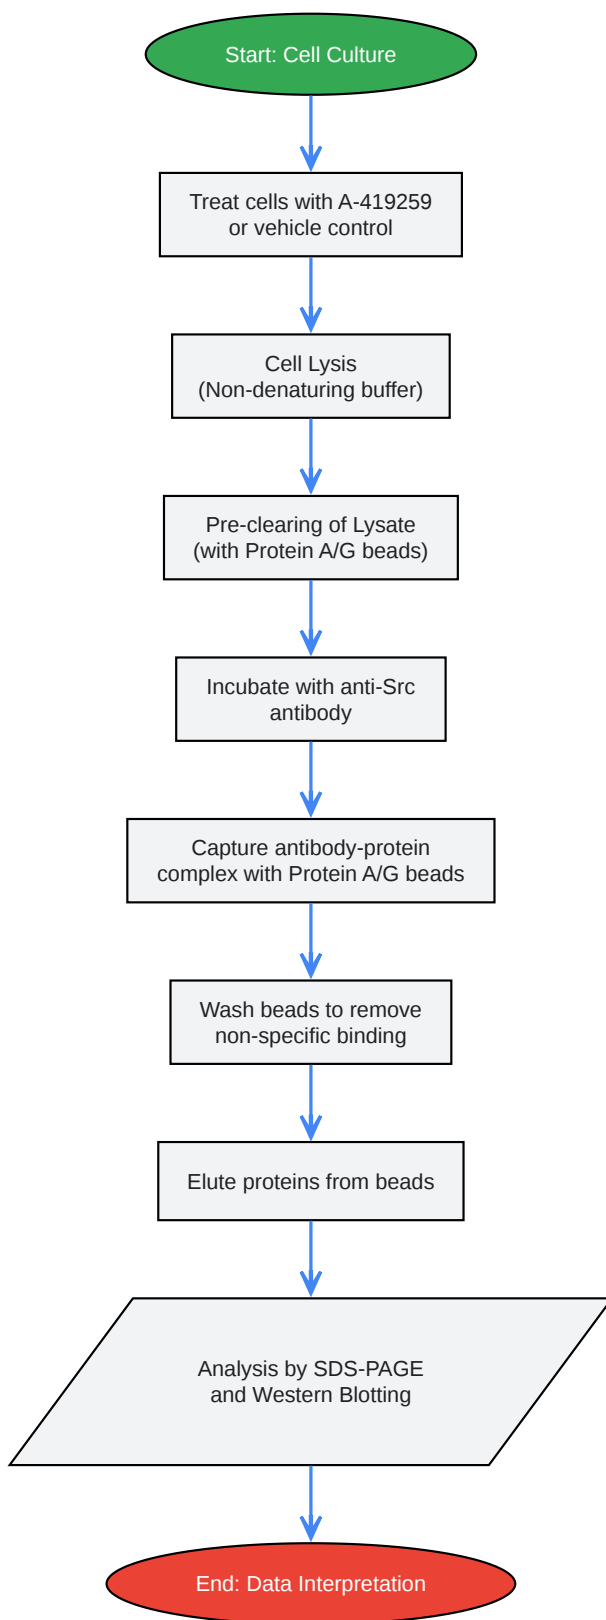 Start: Cell Culture
Treat cells with A-419259
or vehicle control
Cell Lysis
(Non-denaturing buffer)
Pre-clearing of Lysate
(with Protein A/G beads)
Incubate with anti-Src
antibody
Capture antibody-protein
complex with Protein A/G beads
Wash beads to remove
non-specific binding
Elute proteins from beads
Analysis by SDS-PAGE
and Western Blotting
End: Data Interpretation